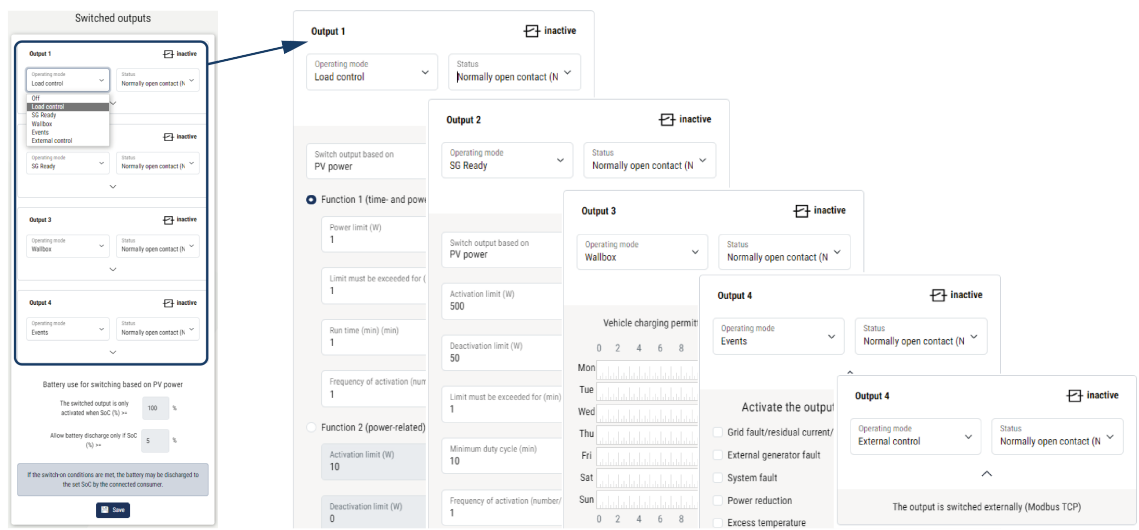 Switched outputs
Output 1
inactive
Operating mode
Load control
Status
Normally open contact (N
Off
Load control
SG Ready
Wallbox
Events
External control
inactive
Operating mode
SG Ready
Status
Normally open contact (N
Output 3
inactive
Operating mode
Wallbox
Status
Normally open contact (N
Output 4
inactive
Operating mode
Events
Status
Normally open contact (N
Battery use for switching based on PV power
The switched output is only
activated when SoC (%) >=
100
%
Allow battery discharge only if SoC
(%) >=
5
%
If the switch-on conditions are met, the battery may be discharged to
the set SoC by the connected consumer.
Save
Output 1
inactive
Operating mode
Load control
Status
Normally open contact (N
Switch output based on
PV power
Function 1 (time- and powe
Power limit (W)
1
Limit must be exceeded for (
1
Run time (min) (min)
1
Frequency of activation (num
1
Function 2 (power-related)
Activation limit (W)
10
Deactivation limit (W)
0
Output 2
inactive
Operating mode
SG Ready
Status
Normally open contact (N
Switch output based on
PV power
Activation limit (W)
500
Deactivation limit (W)
50
Limit must be exceeded for (min)
1
Minimum duty cycle (min)
10
Frequency of activation (number/
1
Output 3
inactive
Operating mode
Wallbox
Status
Normally open contact (N
Vehicle charging permitt
0 2 4 6 8
Mon
Tue
Wed
Thu
Fri
Sat
Sun
0 2 4 6 8
Output 4
inactive
Operating mode
Events
Status
Normally open contact (N
Activate the output
Grid fault/residual current/
External generator fault
System fault
Power reduction
Excess temperature
Output 4
inactive
Operating mode
External control
Status
Normally open contact (N
The output is switched externally (Modbus TCP)